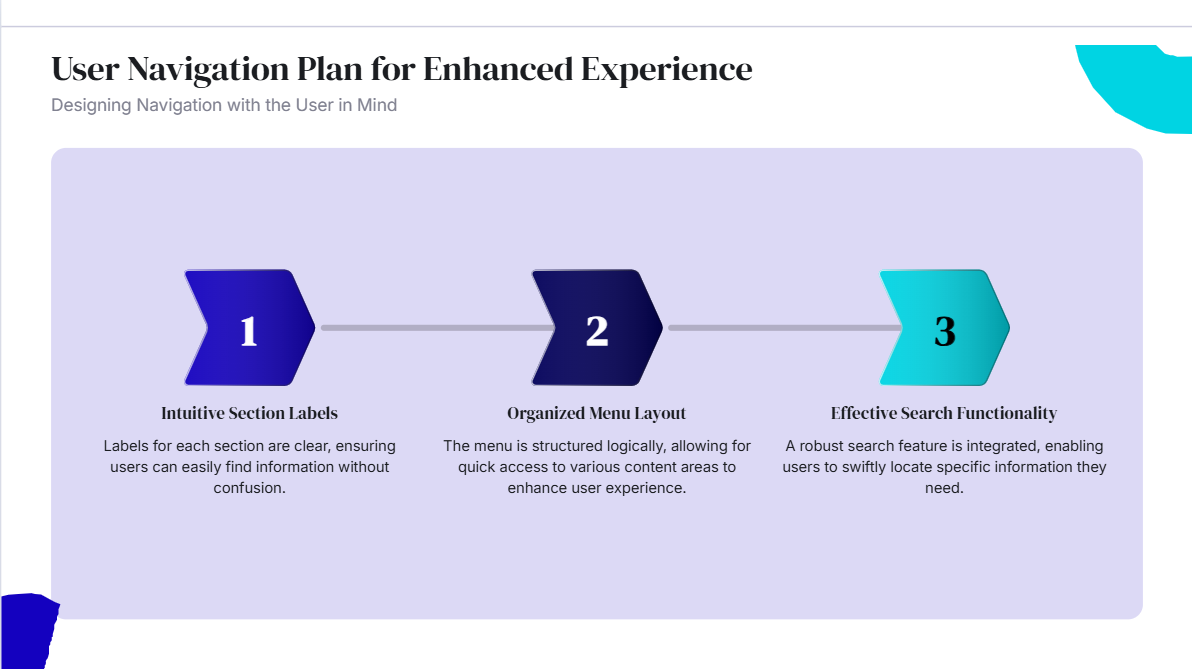 User Navigation Plan for Enhanced Experience
Designing Navigation with the User in Mind
1
2
3
Intuitive Section Labels
Labels for each section are clear, ensuring
users can easily find information without
confusion.
Organized Menu Layout
The menu is structured logically, allowing for
quick access to various content areas to
enhance user experience.
Effective Search Functionality
A robust search feature is integrated, enabling
users to swiftly locate specific information they
need.